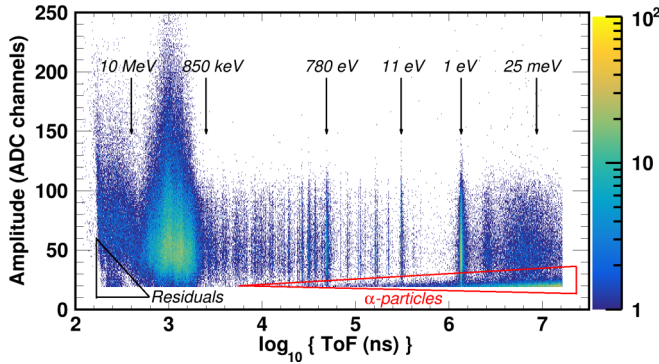 250
200
150
100
50
0
Amplitude (ADC channels)
10 MeV
850 keV
780 eV
11 eV
1 eV
25 meV
Residuals
α-particles
2
3
4
5
6
7
log₁₀ { ToF (ns) }
10²
10
1